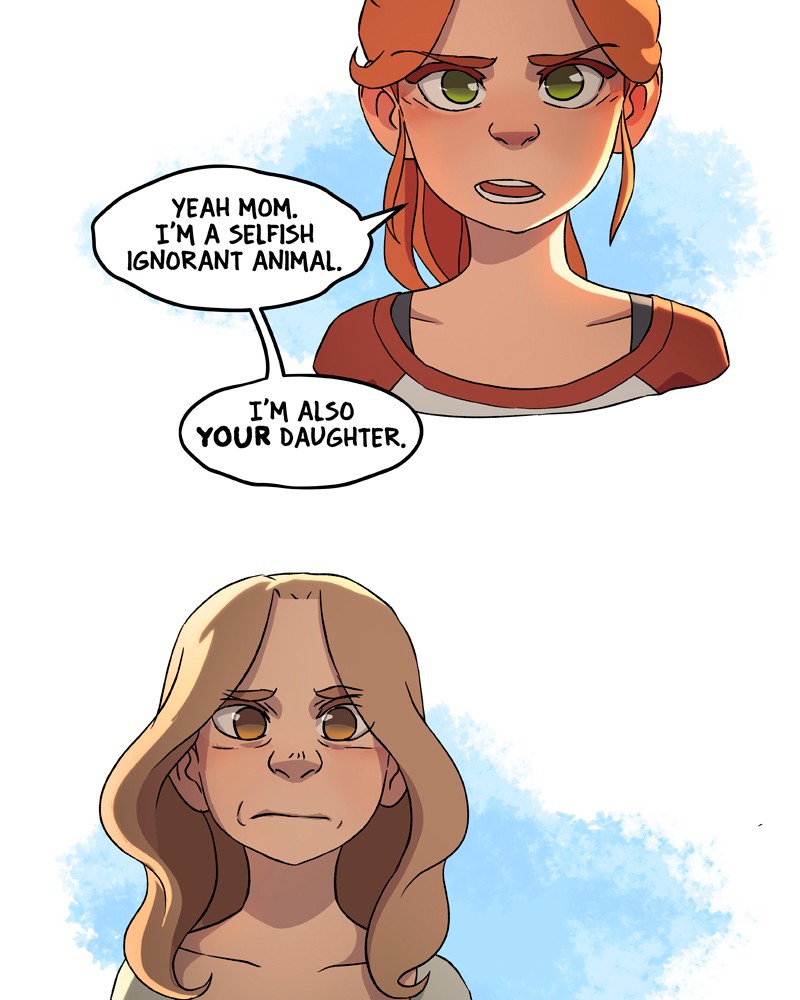 YEAH MOM.
I'M A SELFISH
IGNORANT ANIMAL.
I'M ALSO
YOUR DAUGHTER.